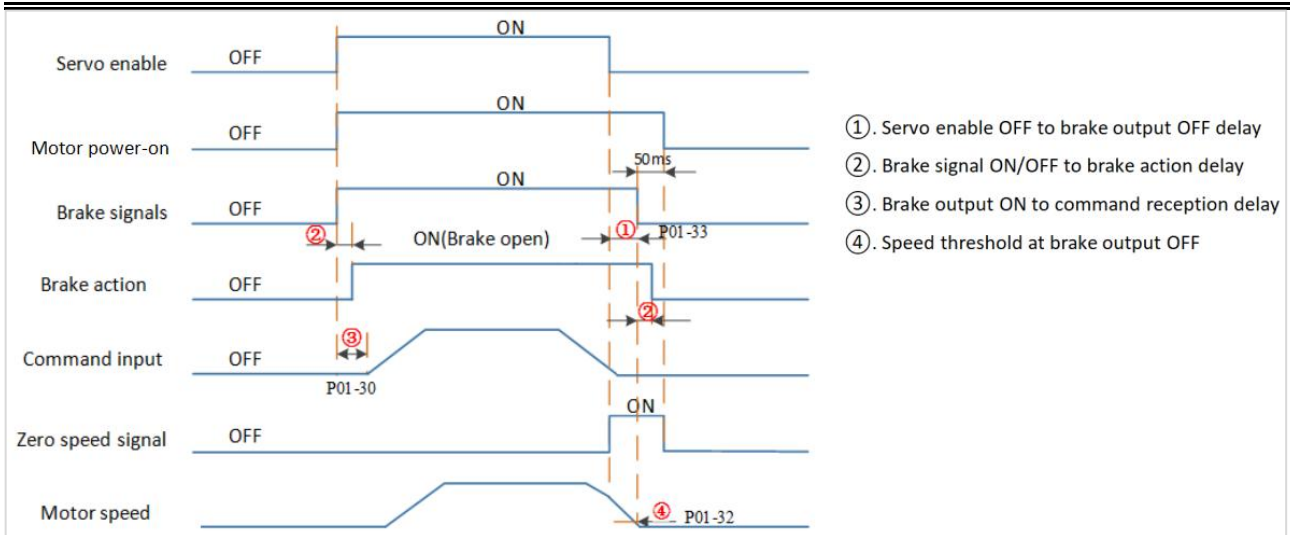 ON
Servo enable OFF
ON
Motor power-on OFF
①. Servo enable OFF to brake output OFF delay
50ms
②. Brake signal ON/OFF to brake action delay
ON
Brake signals OFF
③. Brake output ON to command reception delay
② ON(Brake open) ① P01-33
④. Speed threshold at brake output OFF
Brake action OFF
②
③
Command input OFF
P01-30
ON
Zero speed signal OFF
Motor speed
④ P01-32